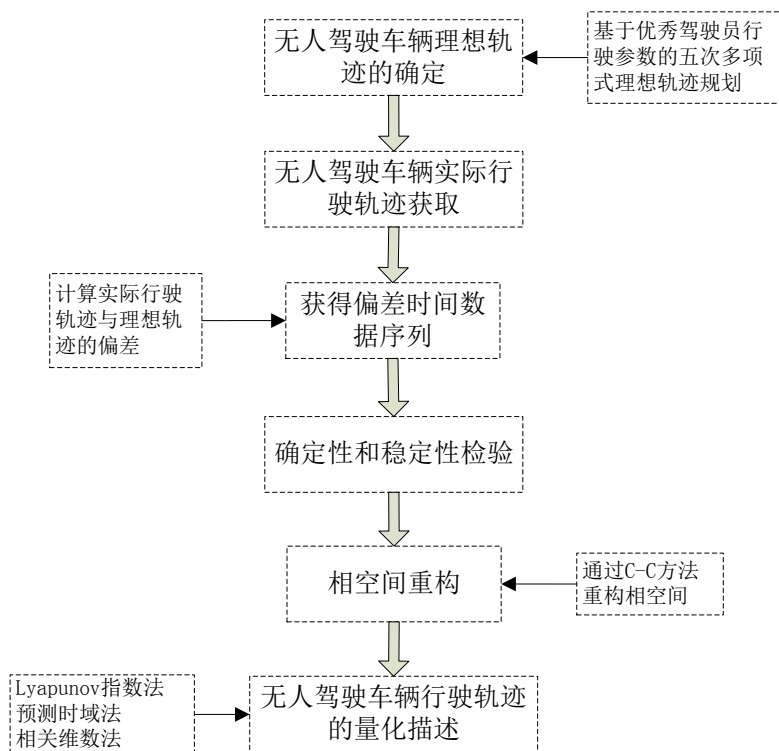 无人驾驶车辆理想轨
迹的确定
基于优秀驾驶员行
驶参数的五次多项
式理想轨迹规划
无人驾驶车辆实际行
驶轨迹获取
计算实际行驶
轨迹与理想轨
迹的偏差
获得偏差时间数
据序列
确定性和稳定性检验
相空间重构
通过C-C方法
重构相空间
Lyapunov指数法
预测时域法
相关维数法
无人驾驶车辆行驶轨迹
的量化描述